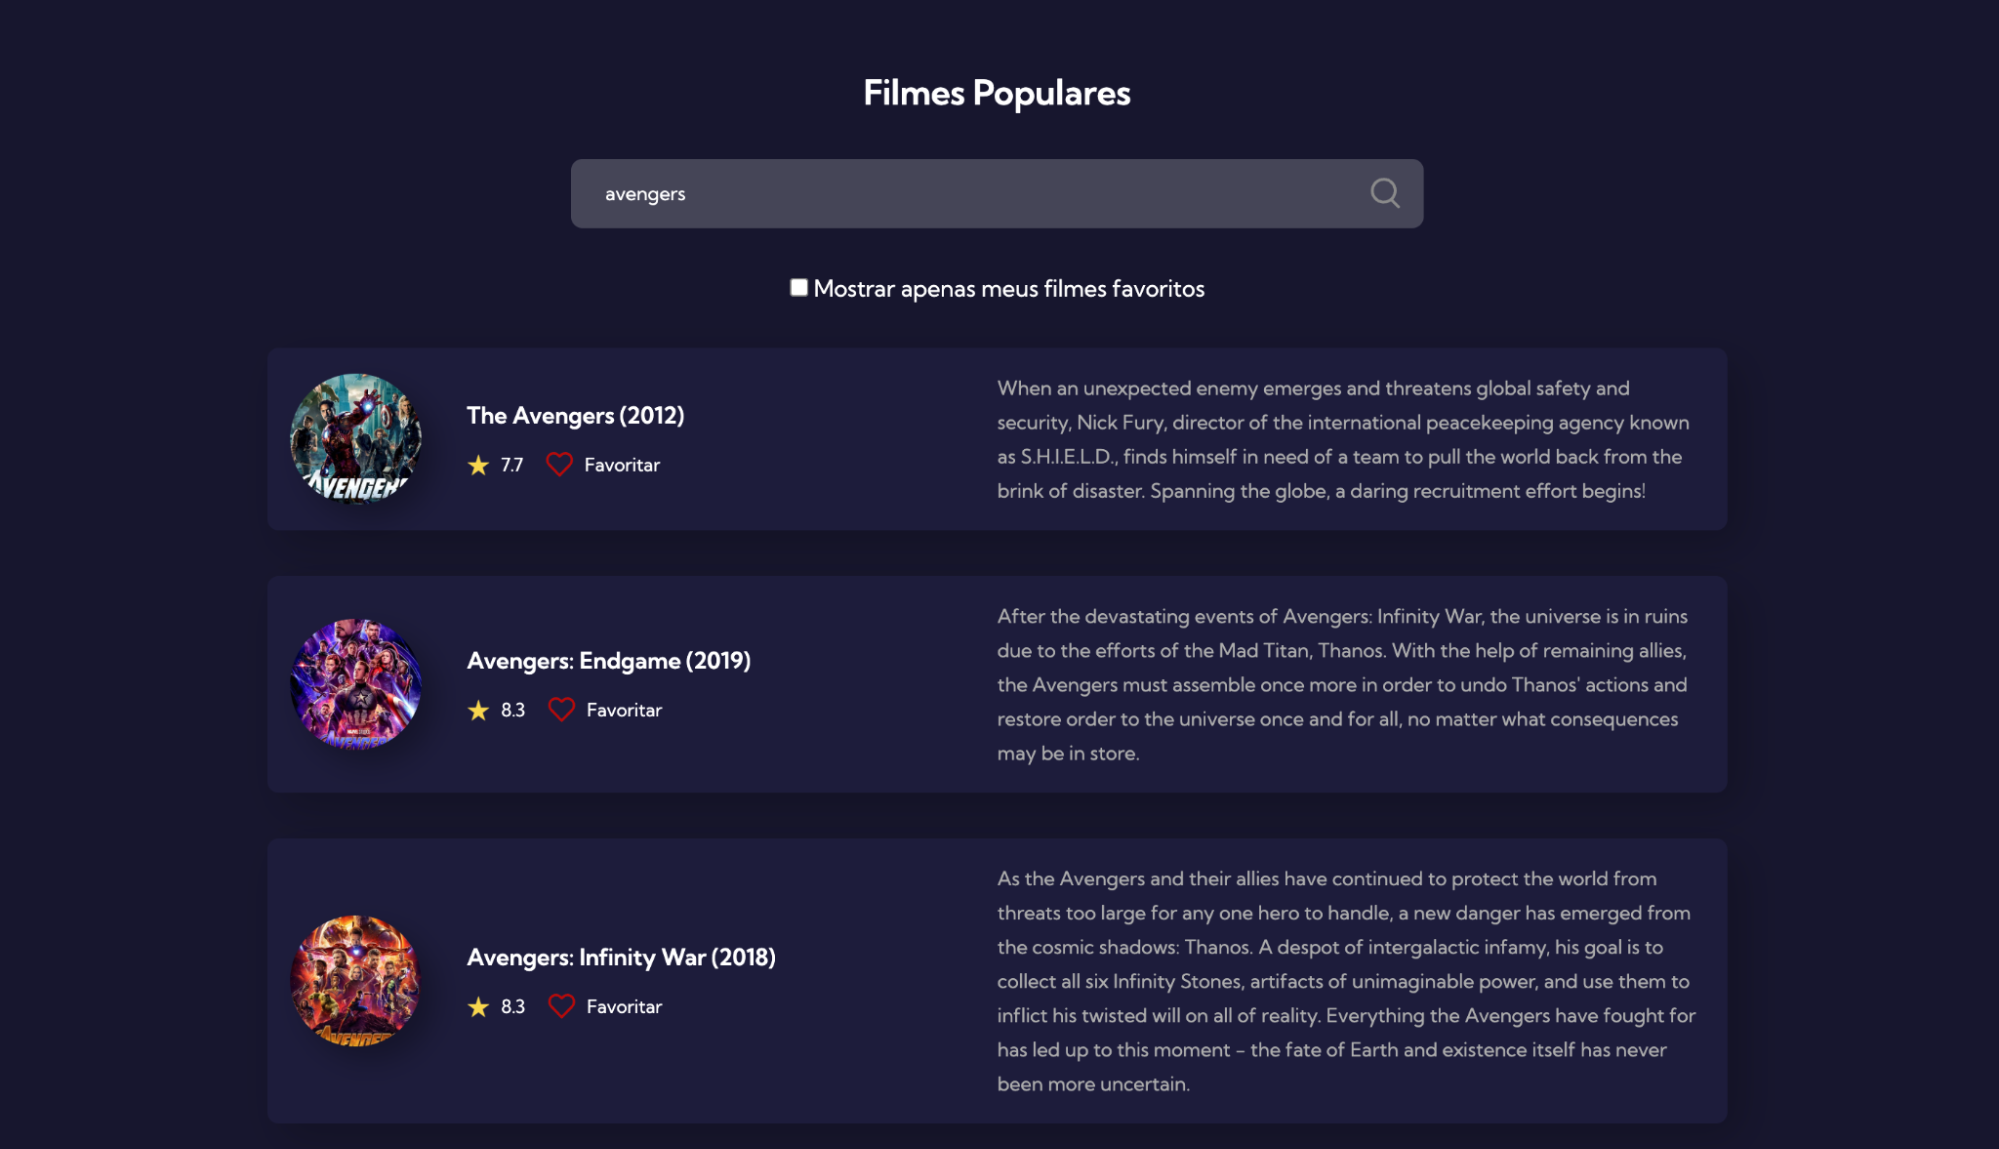 Filmes Populares
avengers
Mostrar apenas meus filmes favoritos
AVENGERS
The Avengers (2012)
7.7 Favoritar
When an unexpected enemy emerges and threatens global safety and
security, Nick Fury, director of the international peacekeeping agency known
as S.H.I.E.L.D., finds himself in need of a team to pull the world back from the
brink of disaster. Spanning the globe, a daring recruitment effort begins!
AVENGERS
Avengers: Endgame (2019)
8.3 Favoritar
After the devastating events of Avengers: Infinity War, the universe is in ruins
due to the efforts of the Mad Titan, Thanos. With the help of remaining allies,
the Avengers must assemble once more in order to undo Thanos' actions and
restore order to the universe once and for all, no matter what consequences
may be in store.
AVENGERS
Avengers: Infinity War (2018)
8.3 Favoritar
As the Avengers and their allies have continued to protect the world from
threats too large for any one hero to handle, a new danger has emerged from
the cosmic shadows: Thanos. A despot of intergalactic infamy, his goal is to
collect all six Infinity Stones, artifacts of unimaginable power, and use them to
inflict his twisted will on all of reality. Everything the Avengers have fought for
has led up to this moment - the fate of Earth and existence itself has never
been more uncertain.